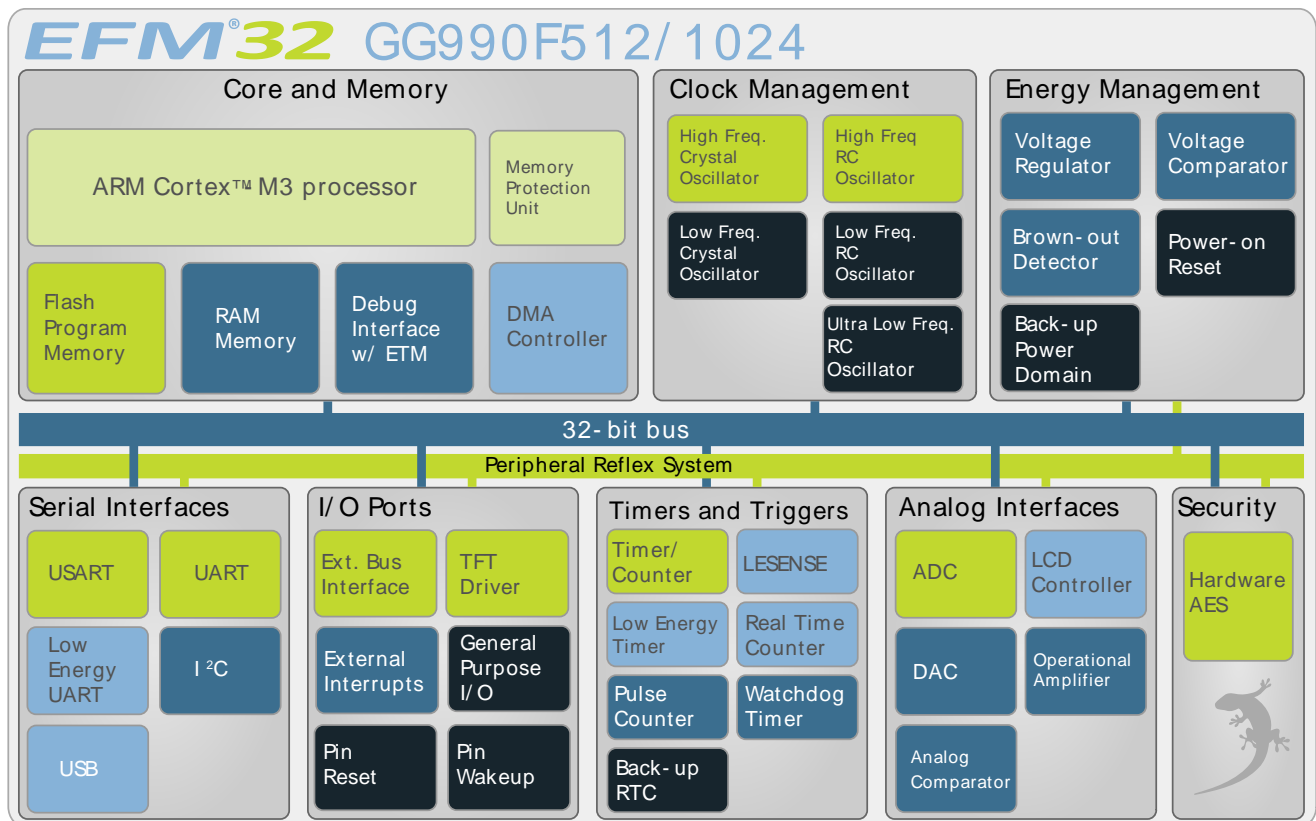 EFM®32 GG990F512/1024
Core and Memory
ARM Cortex™ M3 processor
Memory
Protection
Unit
Flash
Program
Memory
RAM
Memory
Debug
Interface
w/ ETM
DMA
Controller
Clock Management
High Freq.
Crystal
Oscillator
High Freq
RC
Oscillator
Low Freq.
Crystal
Oscillator
Low Freq.
RC
Oscillator
Ultra Low Freq.
RC
Oscillator
Energy Management
Voltage
Regulator
Voltage
Comparator
Brown-out
Detector
Power-on
Reset
Back-up
Power
Domain
32-bit bus
Peripheral Reflex System
Serial Interfaces
USART
UART
Low
Energy
UART
I²C
USB
I/O Ports
Ext. Bus
Interface
TFT
Driver
External
Interrupts
General
Purpose
I/O
Pin
Reset
Pin
Wakeup
Timers and Triggers
Timer/
Counter
LESENSE
Low Energy
Timer
Real Time
Counter
Pulse
Counter
Watchdog
Timer
Back-up
RTC
Analog Interfaces
ADC
LCD
Controller
DAC
Operational
Amplifier
Analog
Comparator
Security
Hardware
AES